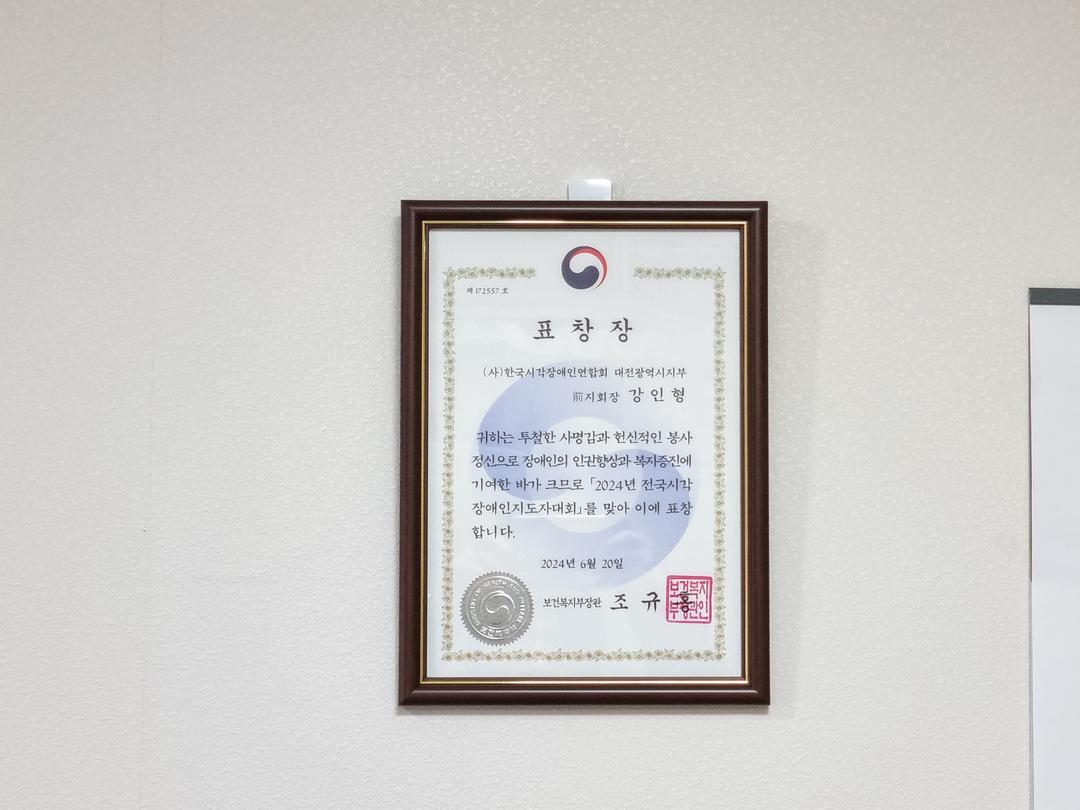 제 172557 호
표창장
(사)한국시각장애인연합회 대전광역시지부
前지회장 강인형
귀하는 투철한 사명감과 헌신적인 봉사
정신으로 장애인의 인권향상과 복지증진에
기여한 바가 크므로 「2024년 전국시각
장애인지도자대회」를 맞아 이에 표창
합니다.
2024년 6월 20일
보건복지부장관 조규홍
보건복지
부장관인